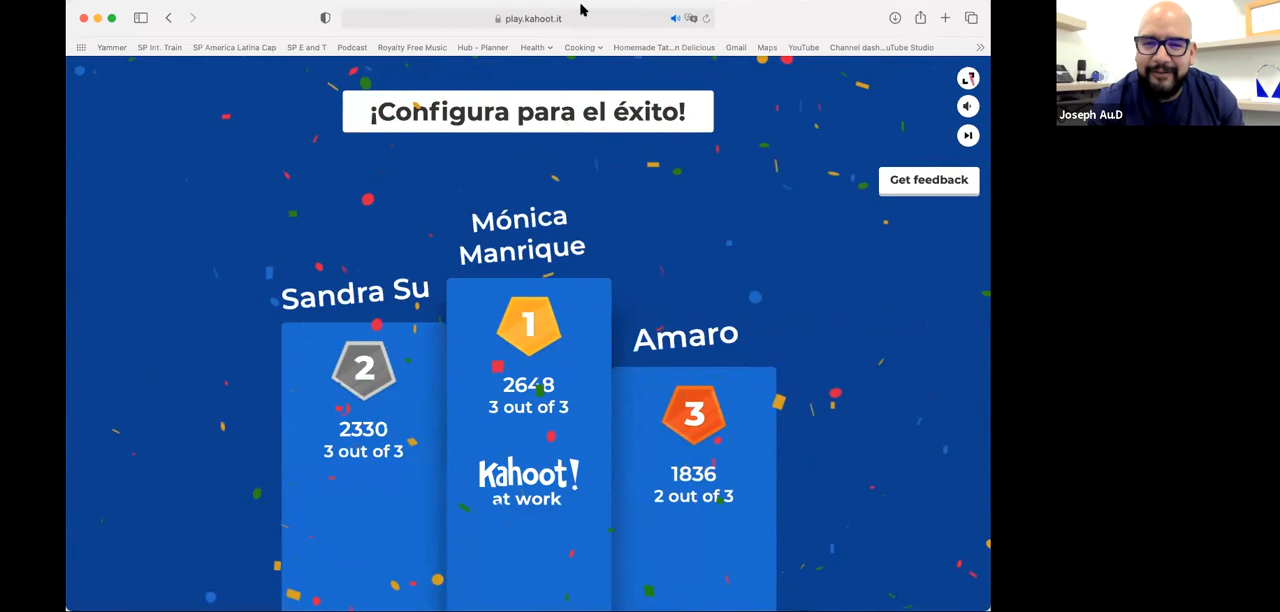 play.kahoot.it
Yammer SP Int. Train SP America Latina Cap SP E and T Podcast Royalty Free Music Hub - Planner Health Cooking Homemade Tat...n Delicious Gmail Maps YouTube Channel dash...uTube Studio
Joseph Au.D
¡Configura para el éxito!
Get feedback
Mónica
Manrique
Sandra Su
Amaro
1
2648
3 out of 3
Kahoot!
at work
2
2330
3 out of 3
3
1836
2 out of 3